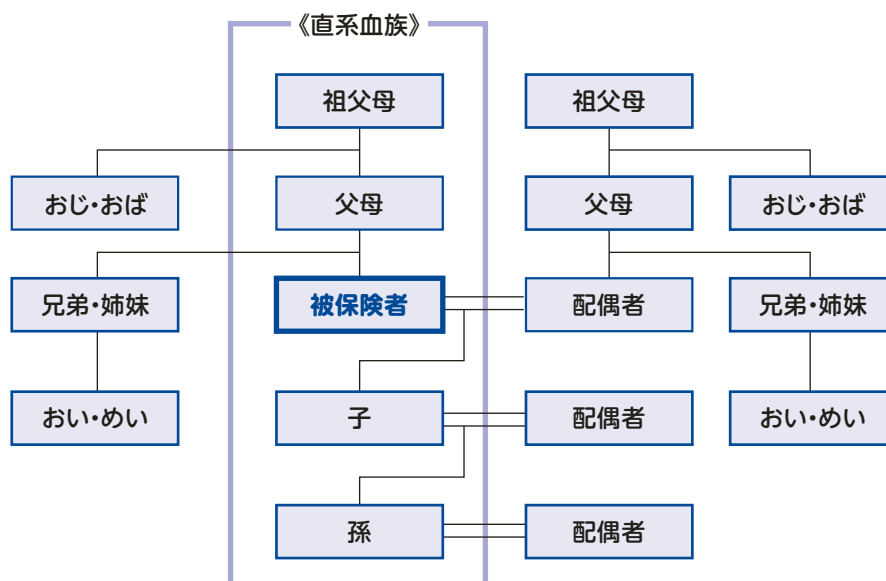 《直系血族》
祖父母
祖父母
おじ・おば
父母
父母
おじ・おば
兄弟・姉妹
被保険者
配偶者
兄弟・姉妹
おい・めい
子
配偶者
おい・めい
孫
配偶者